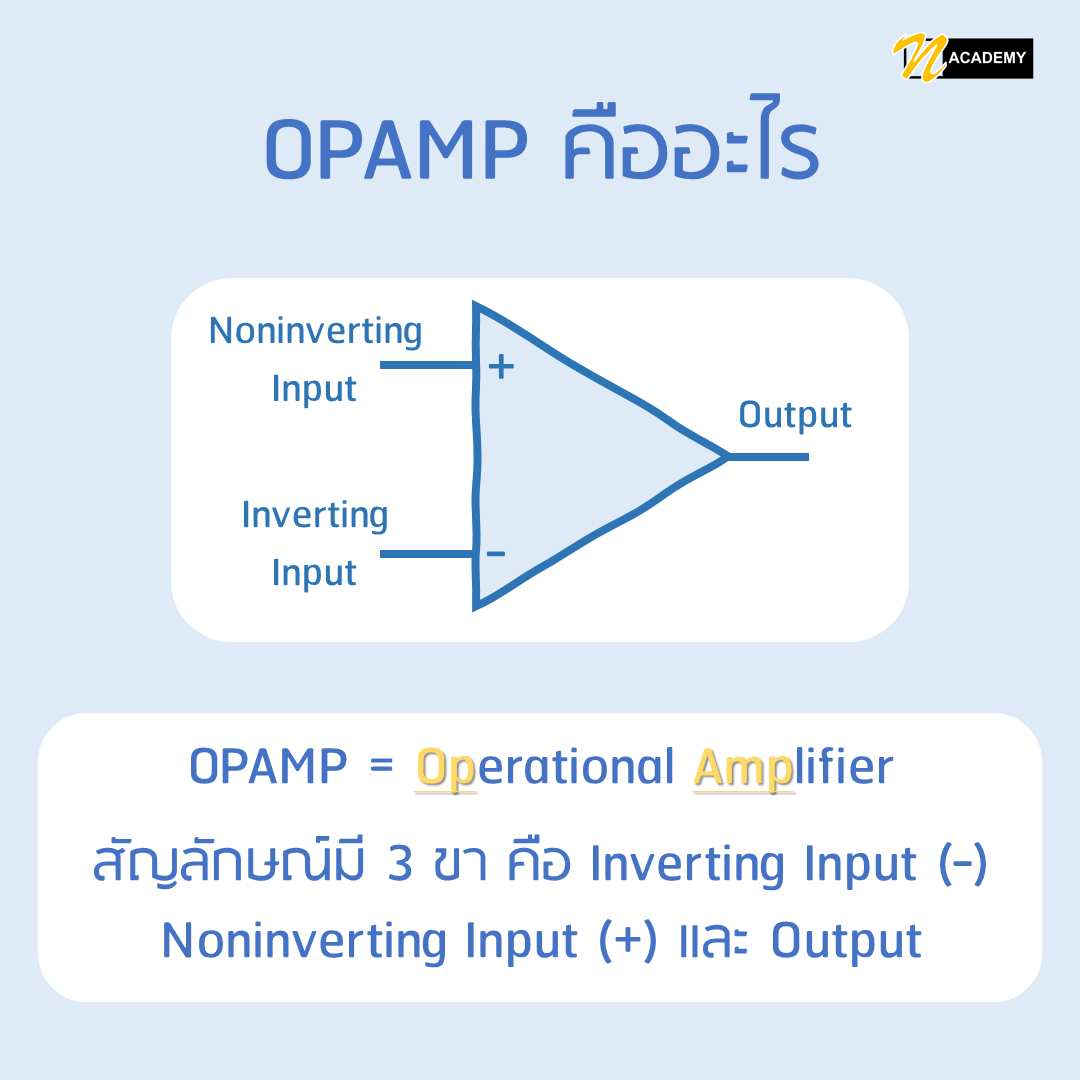 n ACADEMY
OPAMP คืออะไร
Noninverting
Input
+
Output
Inverting
Input
-
OPAMP = Operational Amplifier
สัญลักษณ์มี 3 ขา คือ Inverting Input (-)
Noninverting Input (+) และ Output